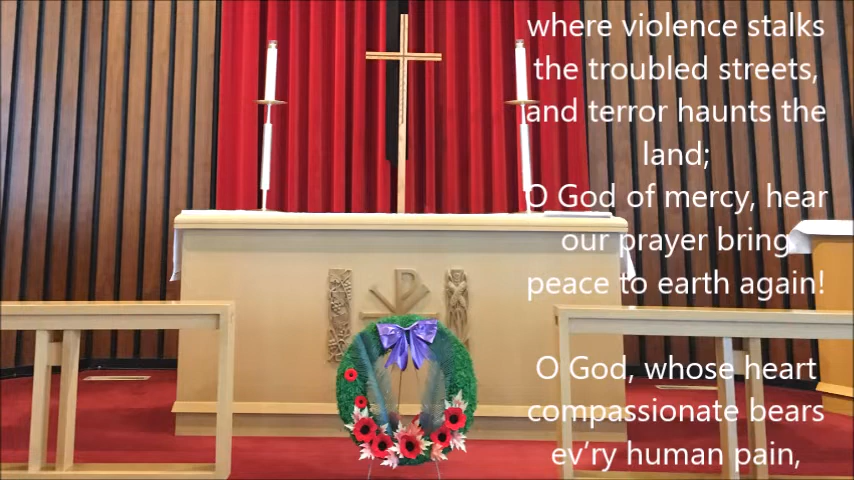 where violence stalks
the troubled streets,
and terror haunts the
land;
O God of mercy, hear
our prayer bring
peace to earth again!
O God, whose heart
compassionate bears
ev’ry human pain,